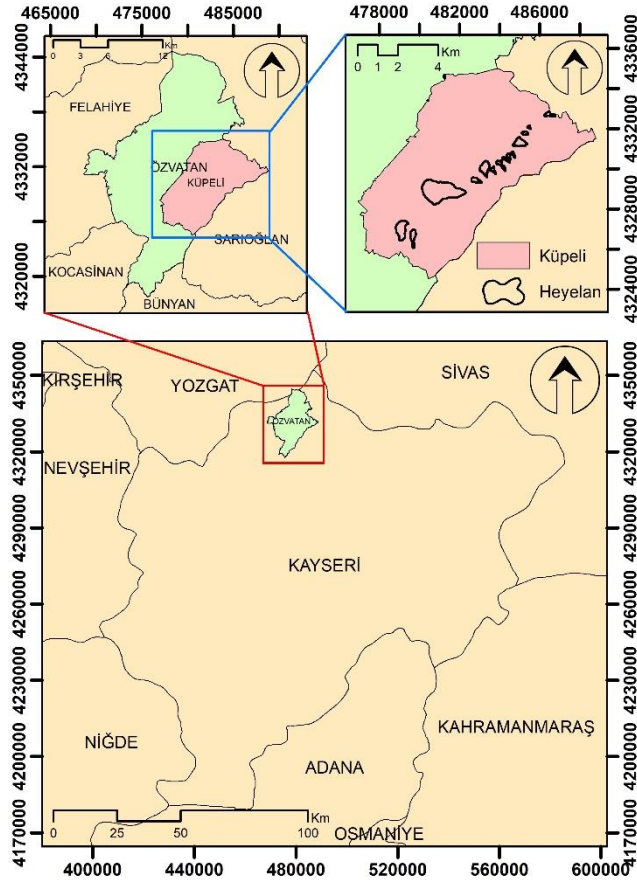 465000 475000 485000
4344000
4332000
4320000
0 3 6 12 Km
FELAHİYE
ÖZVATAN
KÜPELİ
SARIOĞLAN
KOCASİNAN
BÜNYAN
478000 482000 486000
4336000
4332000
4328000
4324000
Km
0 1 2 4
Küpeli
Heyelan
4350000
4320000
4290000
4260000
4230000
4200000
4170000
KIRŞEHİR
YOZGAT
SİVAS
ÖZVATAN
NEVŞEHİR
KAYSERİ
KAHRAMANMARAŞ
NİĞDE
ADANA
OSMANİYE
Km
0 25 50 100
400000 440000 480000 520000 560000 600000